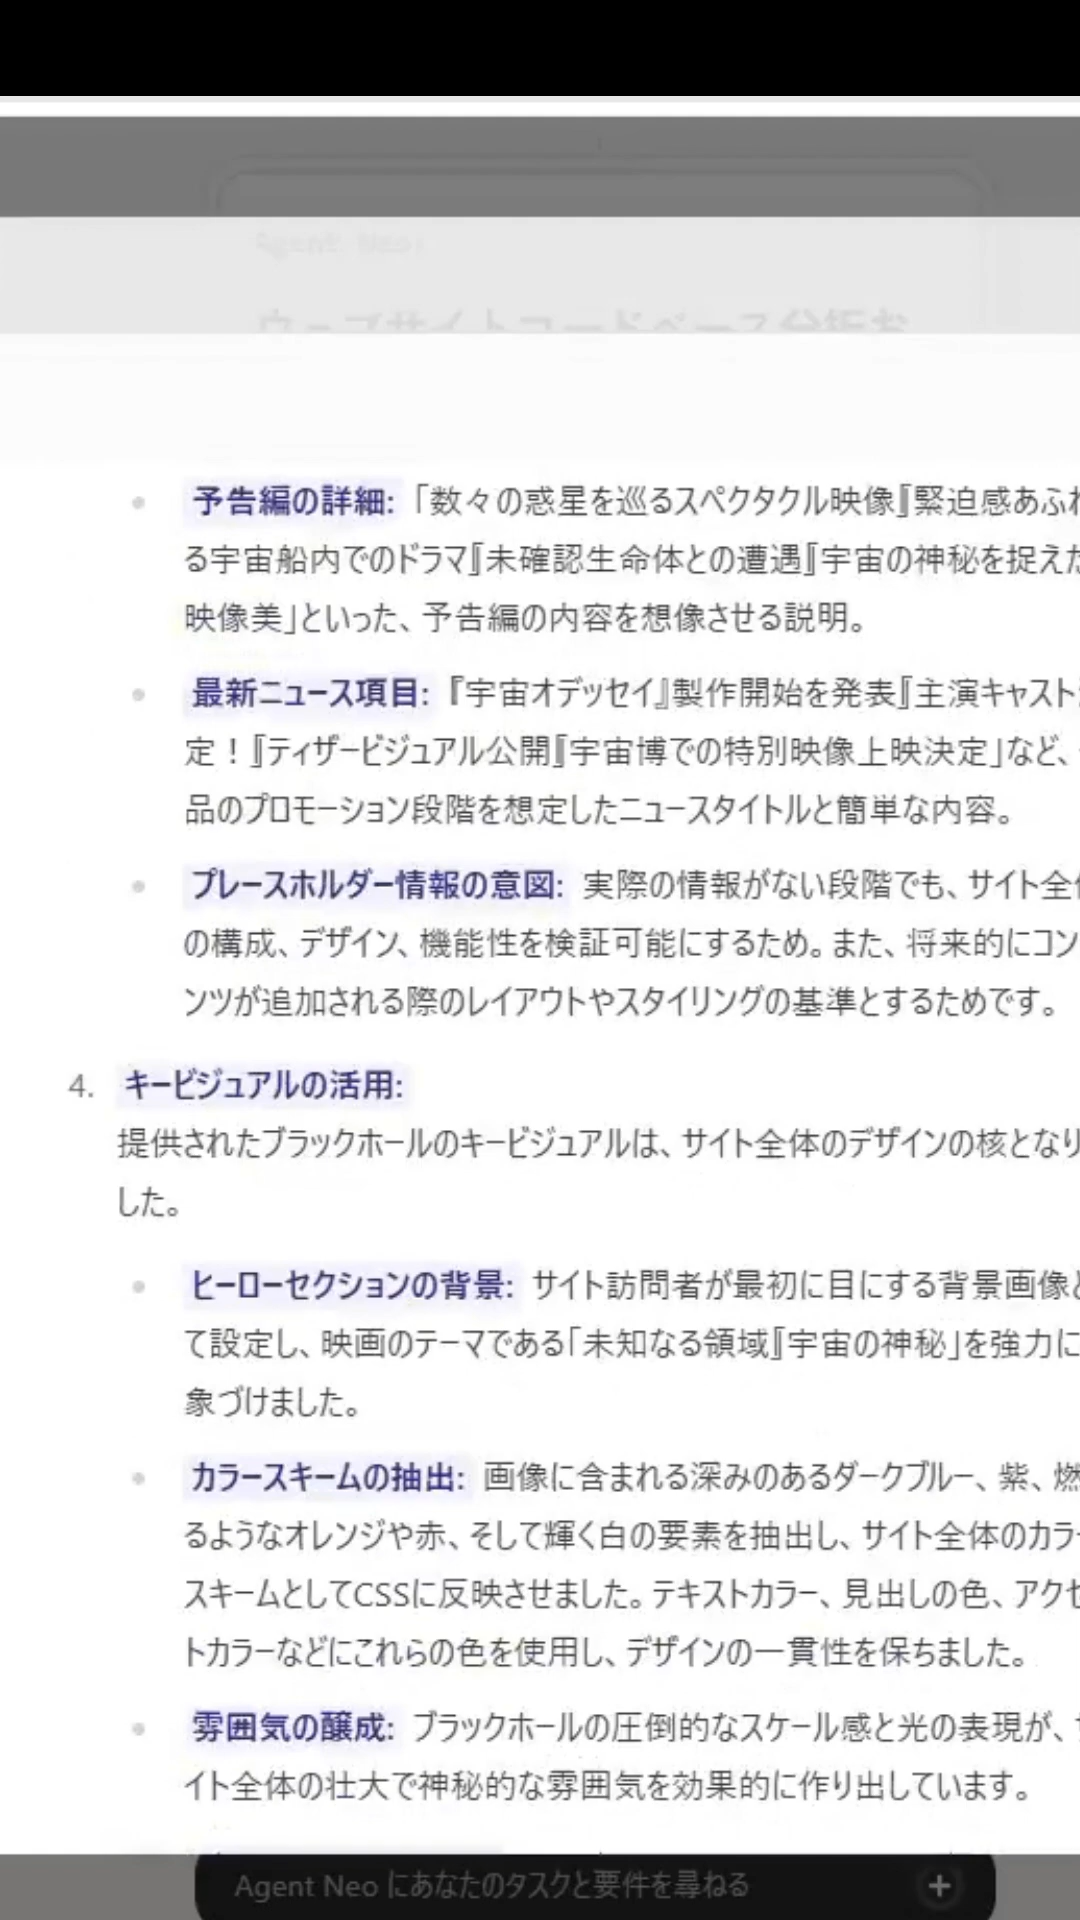 Agent Neo:
ウェブサイトコードベース分析お
予告編の詳細: 「数々の惑星を巡るスペクタクル映像』『緊迫感あふれ
る宇宙船内でのドラマ』『未確認生命体との遭遇』『宇宙の神秘を捉えた
映像美」といった、予告編の内容を想像させる説明。
最新ニュース項目: 『宇宙オデッセイ』製作開始を発表』『主演キャスト
定！』『ティザービジュアル公開』『宇宙博での特別映像上映決定」など、
品のプロモーション段階を想定したニュースタイトルと簡単な内容。
プレースホルダー情報の意図: 実際の情報がない段階でも、サイト全
の構成、デザイン、機能性を検証可能にするため。また、将来的にコン
ンツが追加される際のレイアウトやスタイリングの基準とするためです。
4. キービジュアルの活用:
提供されたブラックホールのキービジュアルは、サイト全体のデザインの核となり
した。
ヒーローセクションの背景: サイト訪問者が最初に目にする背景画像と
て設定し、映画のテーマである「未知なる領域』『宇宙の神秘」を強力に
象づけました。
カラースキームの抽出: 画像に含まれる深みのあるダークブルー、紫、燃
るようなオレンジや赤、そして輝く白の要素を抽出し、サイト全体のカラー
スキームとしてCSSに反映させました。テキストカラー、見出しの色、アクセ
トカラーなどにこれらの色を使用し、デザインの一貫性を保ちました。
雰囲気の醸成: ブラックホールの圧倒的なスケール感と光の表現が、サ
イト全体の壮大で神秘的な雰囲気を効果的に作り出しています。
Agent Neo にあなたのタスクと要件を尋ねる